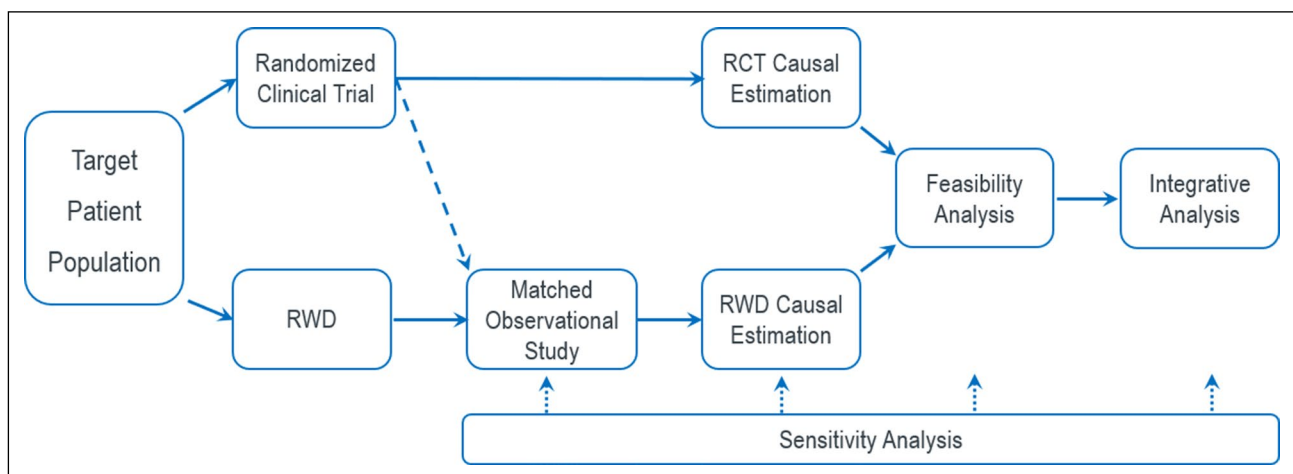 Target
Patient
Population
Randomized
Clinical Trial
RWD
Matched
Observational
Study
RCT Causal
Estimation
RWD Causal
Estimation
Feasibility
Analysis
Integrative
Analysis
Sensitivity Analysis